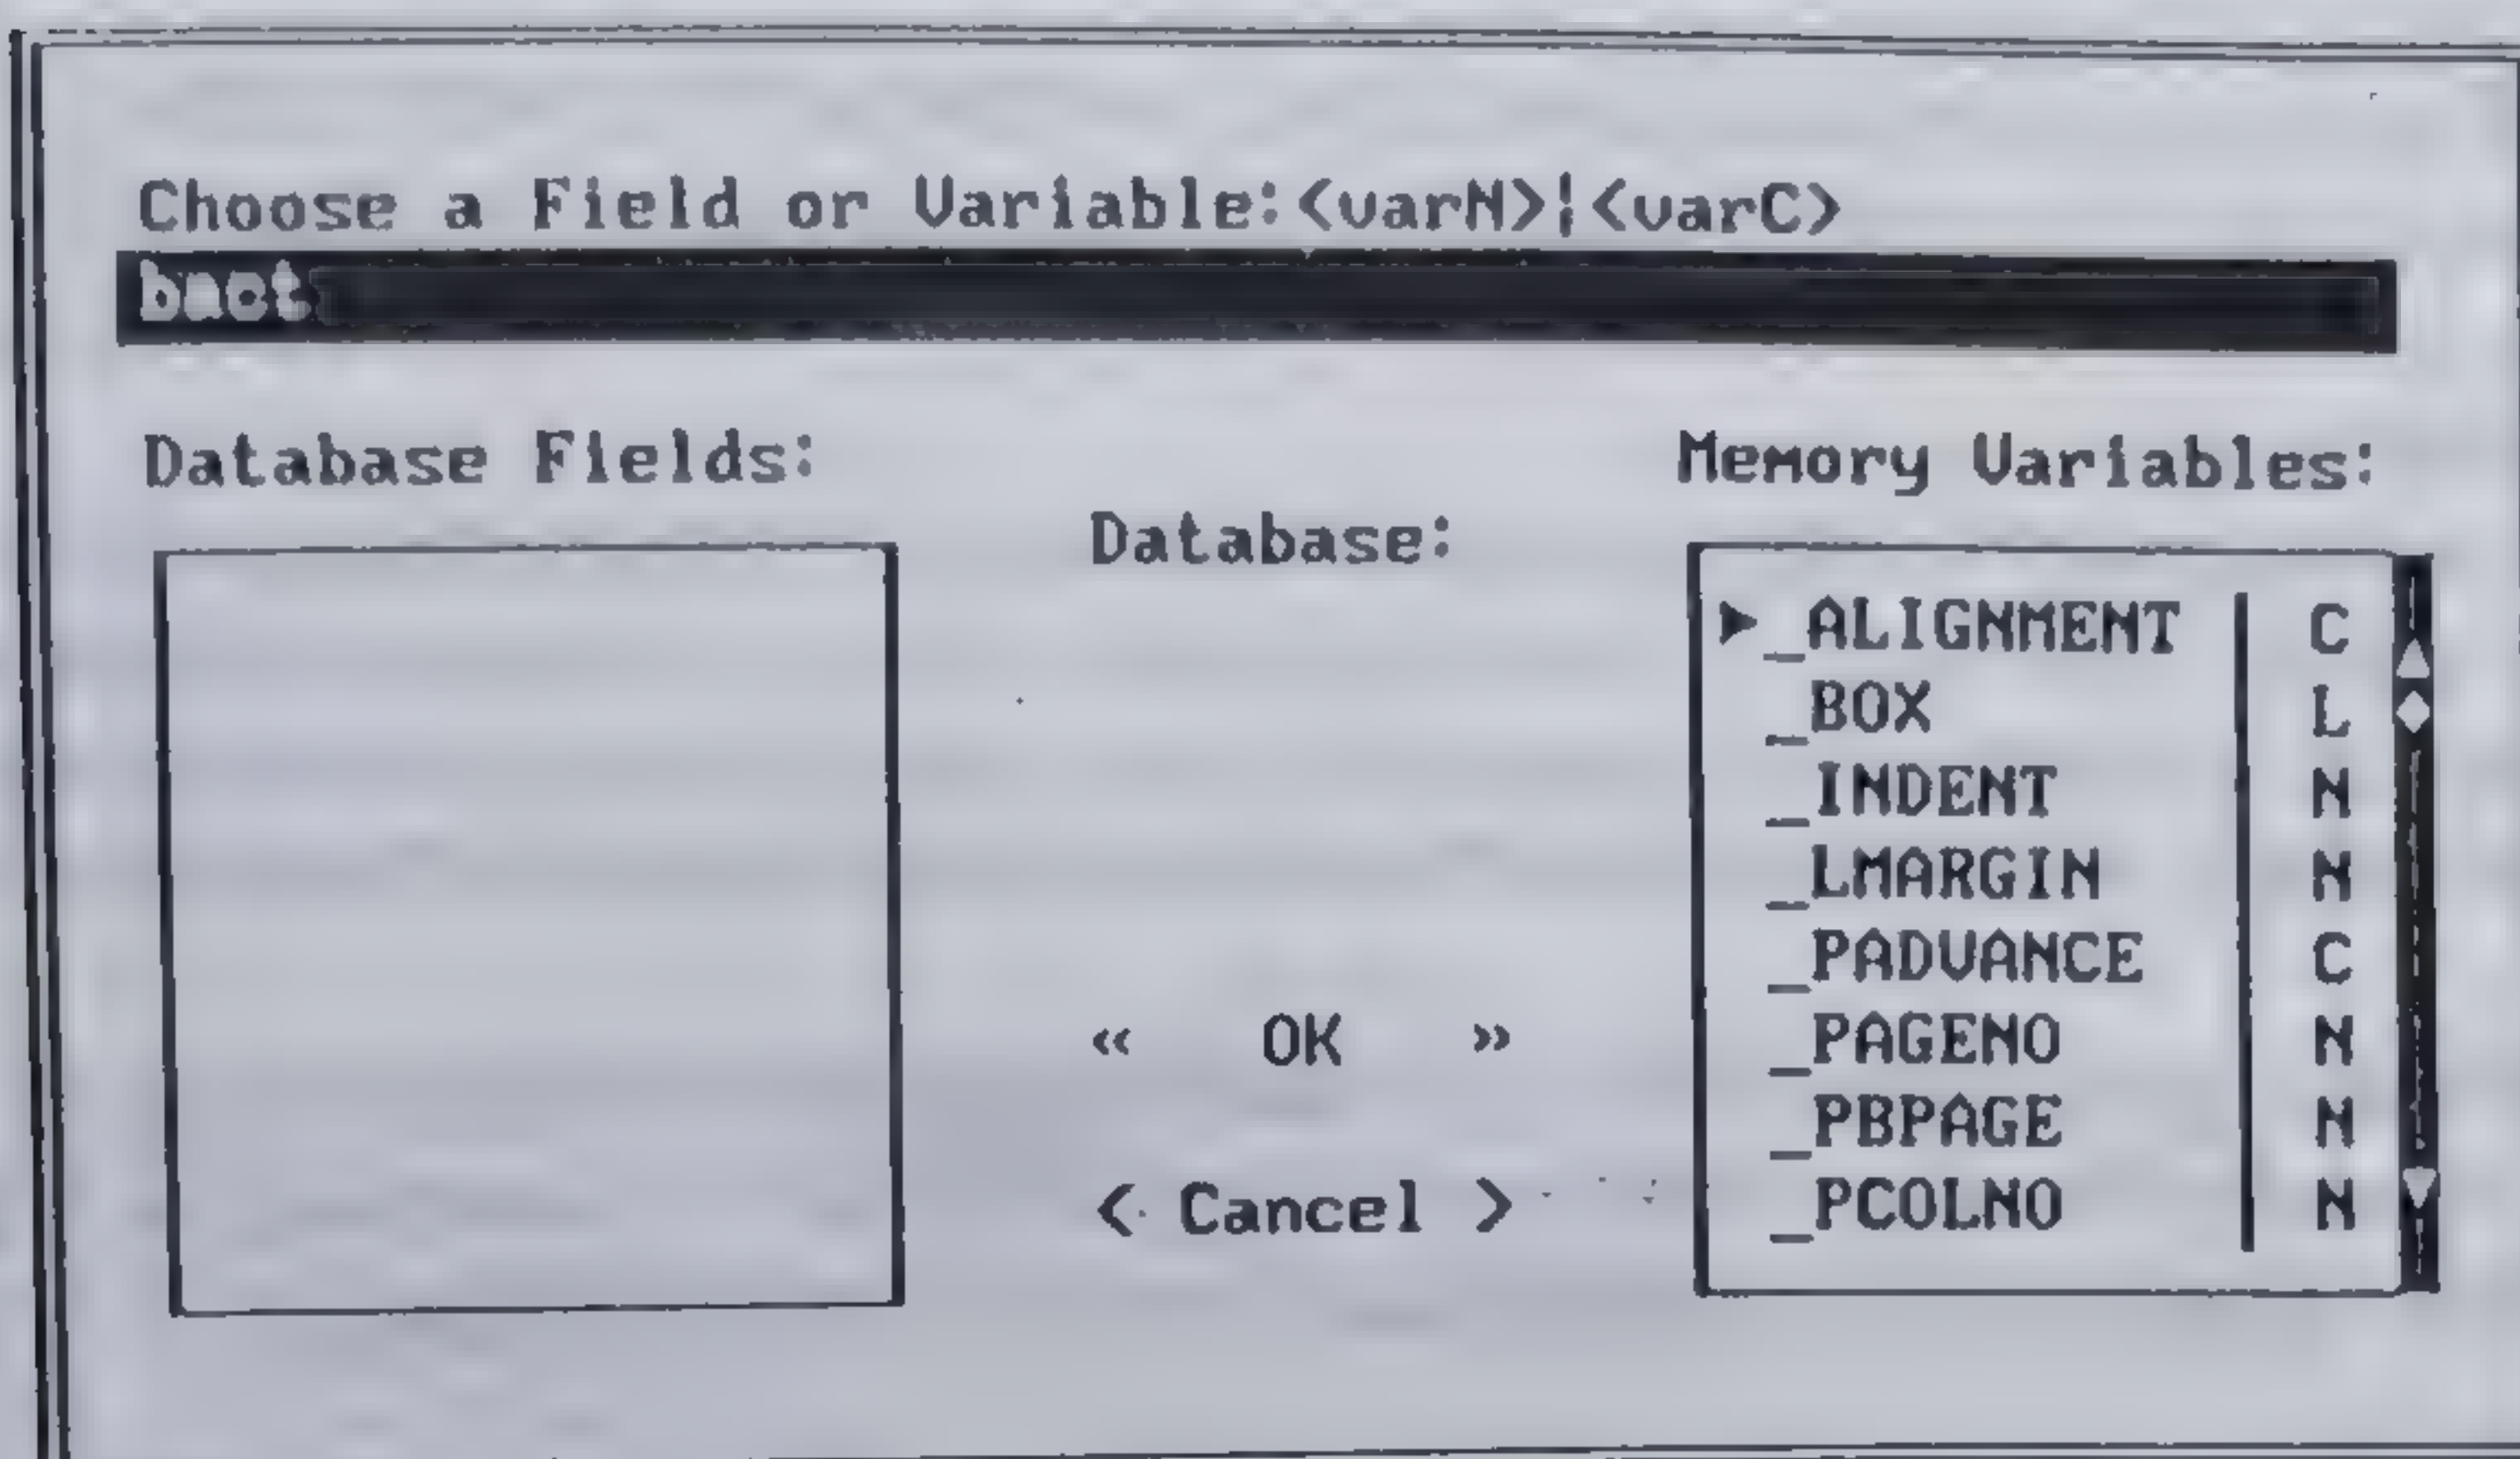 Choose a Field or Variable:<varN>¦<varC>
Database Fields:
Memory Variables:
Database:
►_ALIGNMENT C
_BOX L
_INDENT N
_LMARGIN N
_PADVANCE C
_PAGENO N
« OK »
_PBPAGE N
< Cancel >
_PCOLNO N